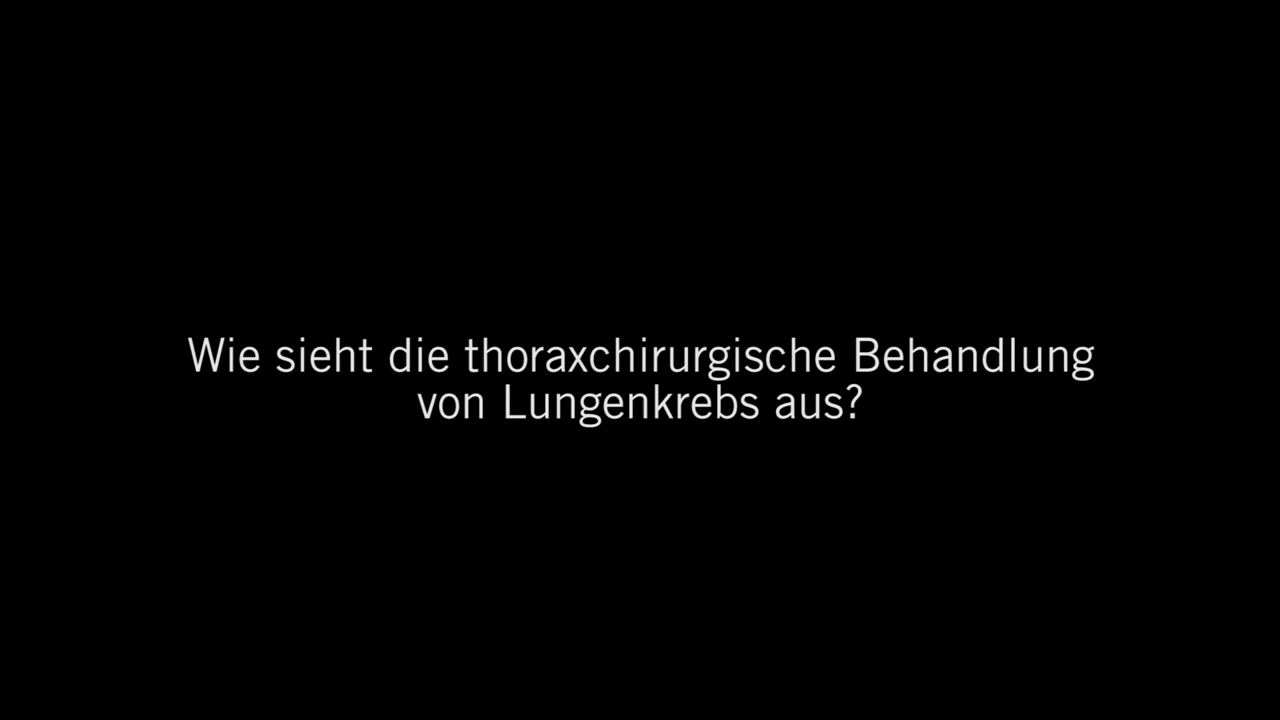 Wie sieht die thoraxchirurgische Behandlung
von Lungenkrebs aus?